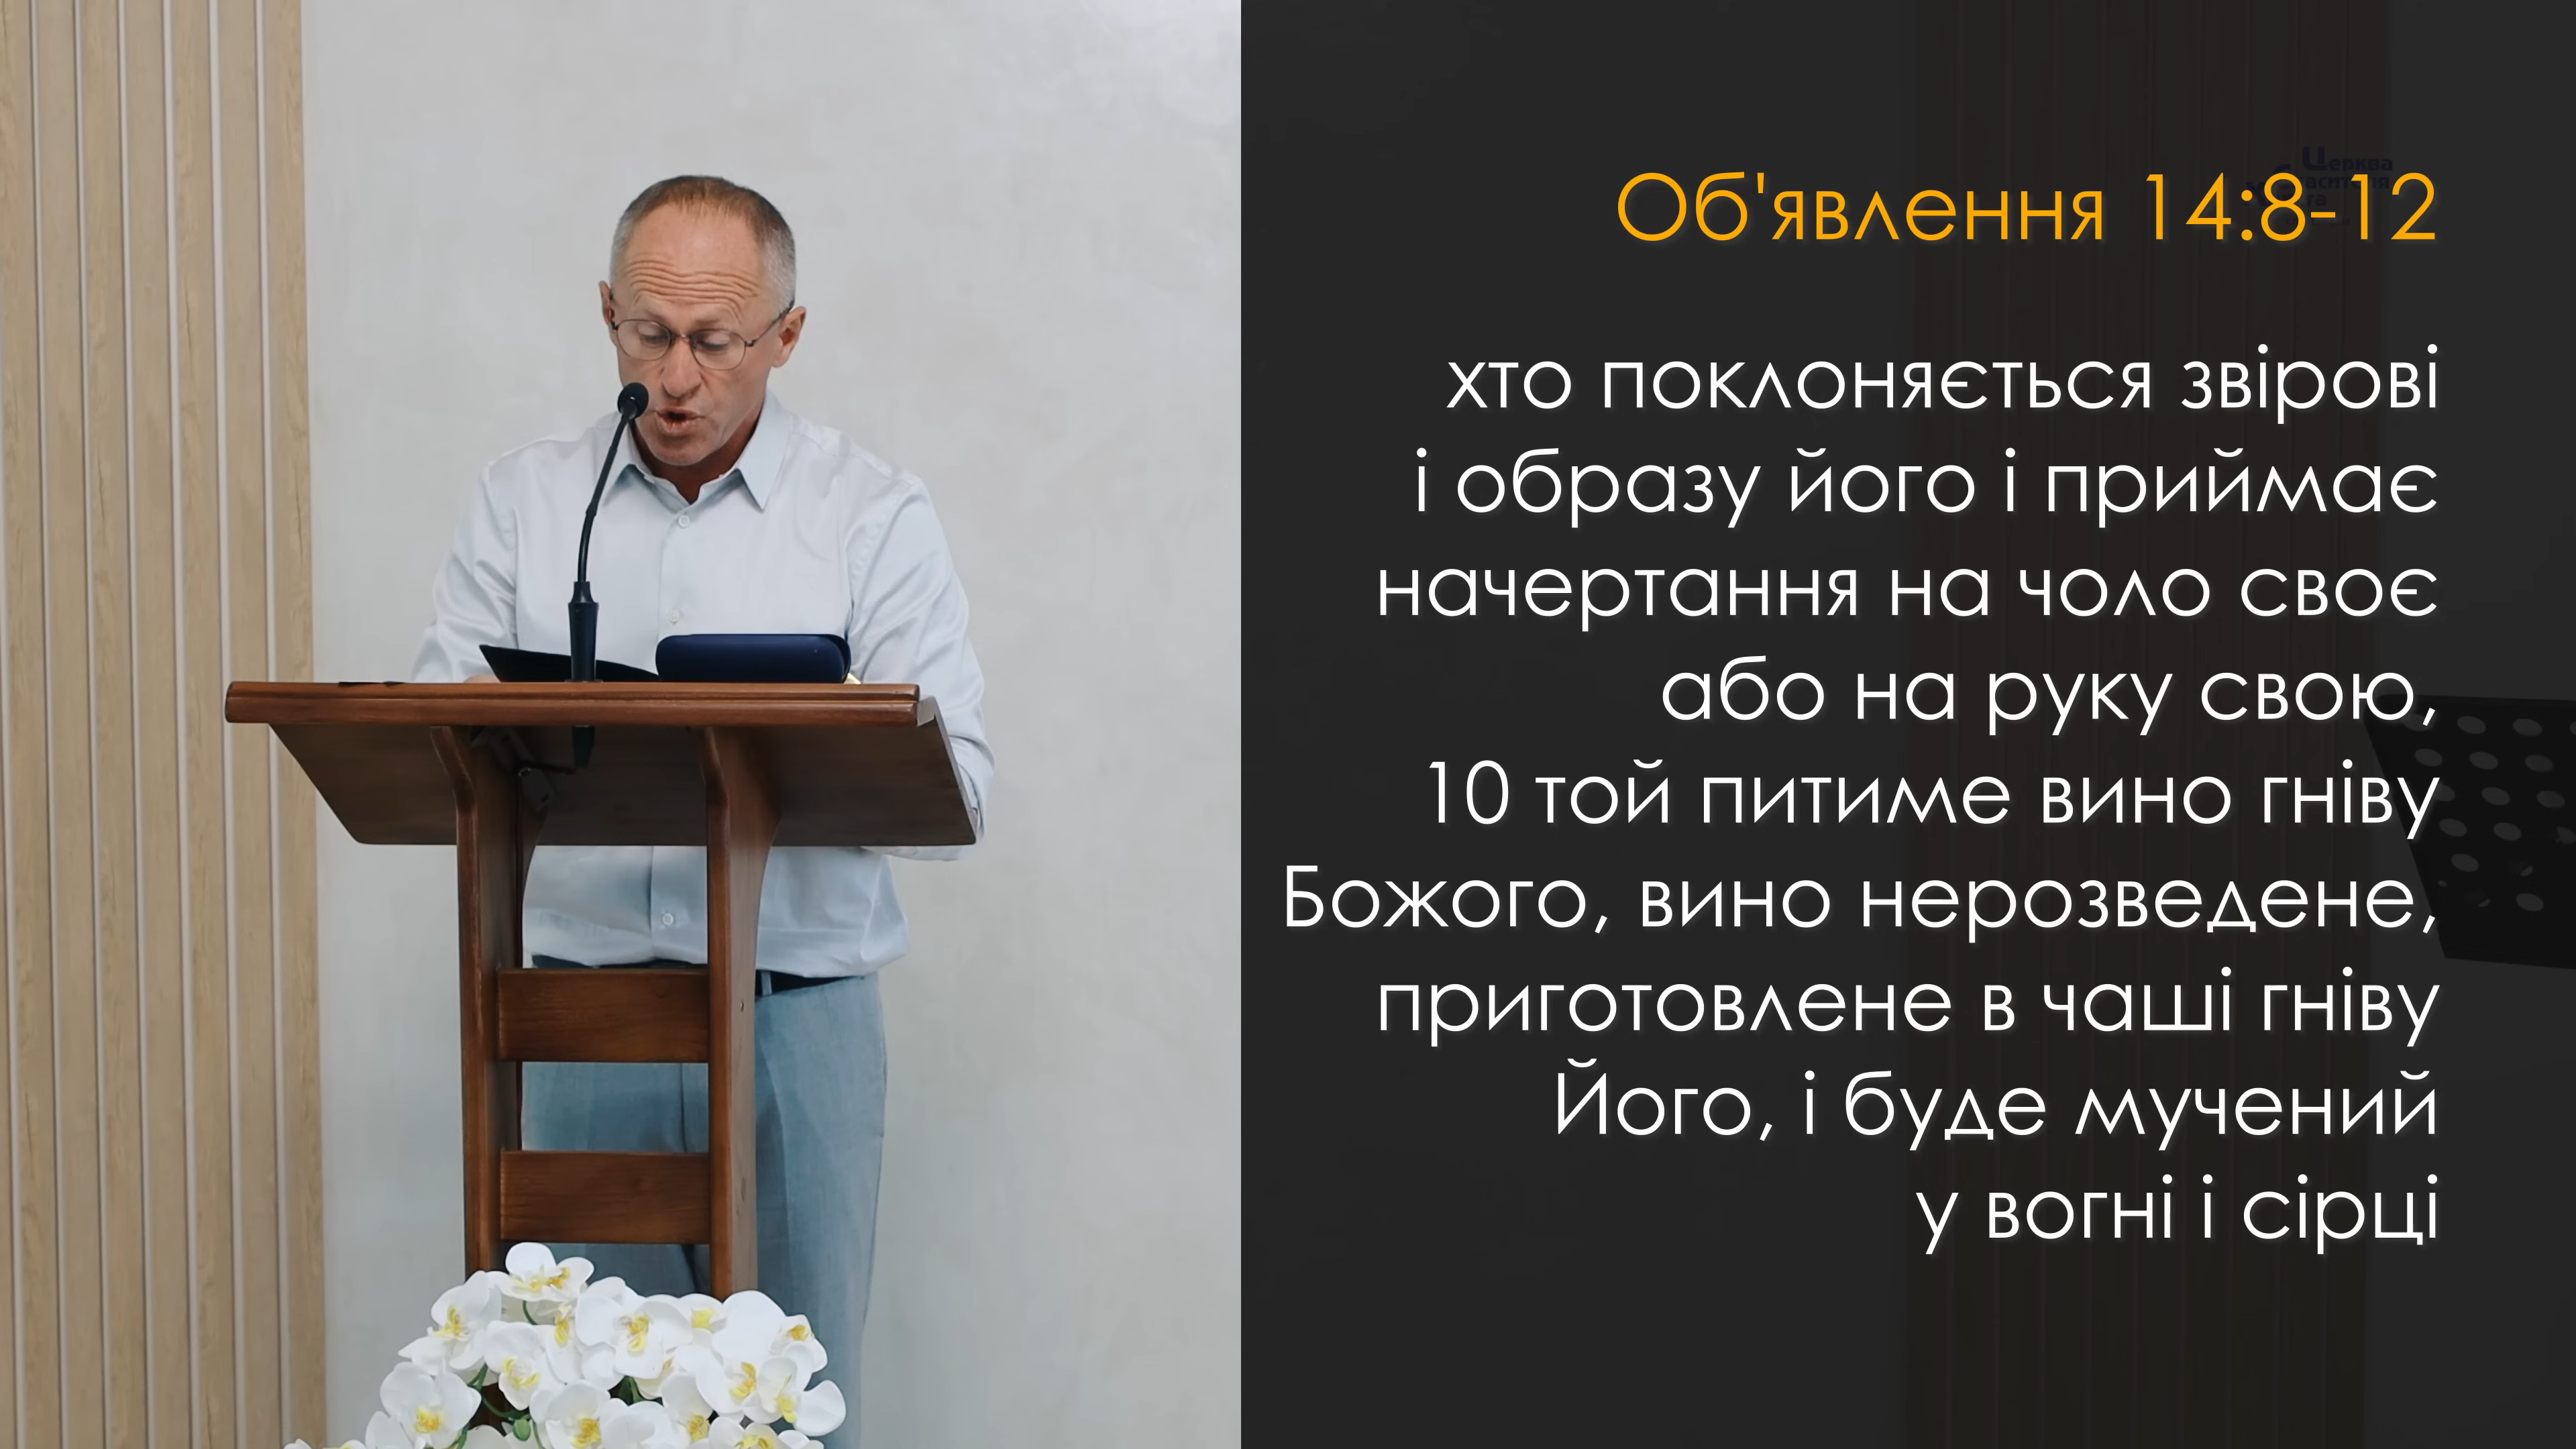 Об'явлення 14:8-12
хто поклоняється звірові
і образу його і приймає
начертання на чоло своє
або на руку свою,
10 той питиме вино гніву
Божого, вино нерозведене,
приготовлене в чаші гніву
Його, і буде мучений
у вогні і сірці
Церква